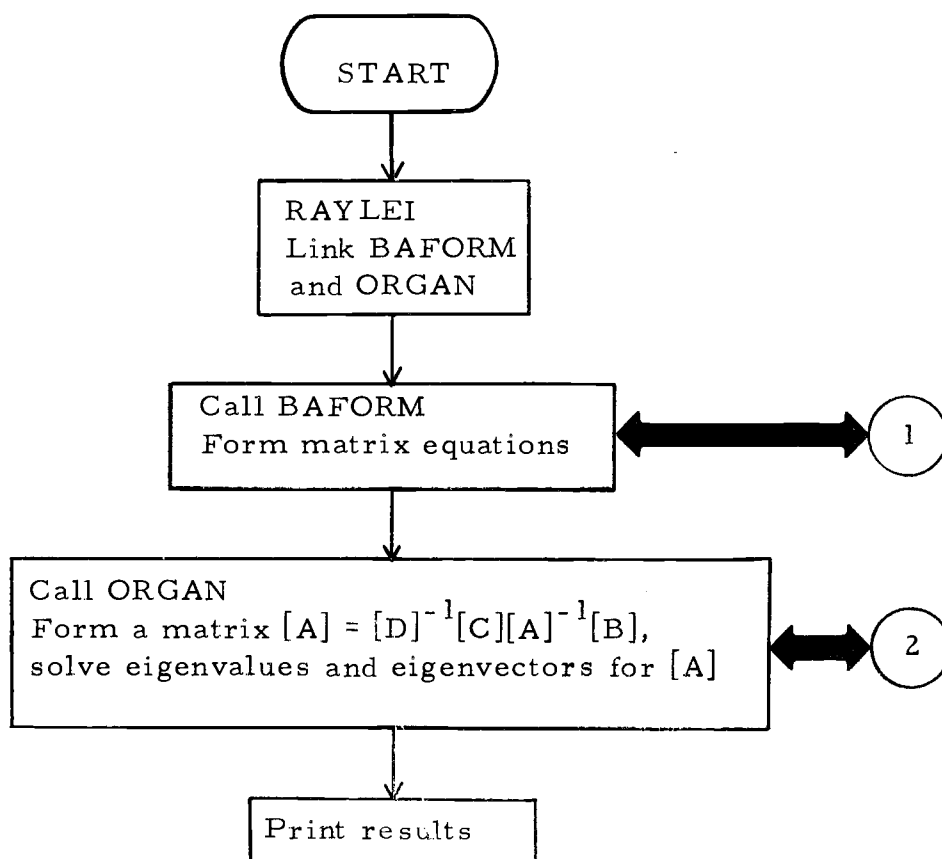 START
RAYLEI
Link BAFORM
and ORGAN
Call BAFORM
Form matrix equations
1
Call ORGAN
Form a matrix [A] = [D]⁻¹[C][A]⁻¹[B],
solve eigenvalues and eigenvectors for [A]
2
Print results